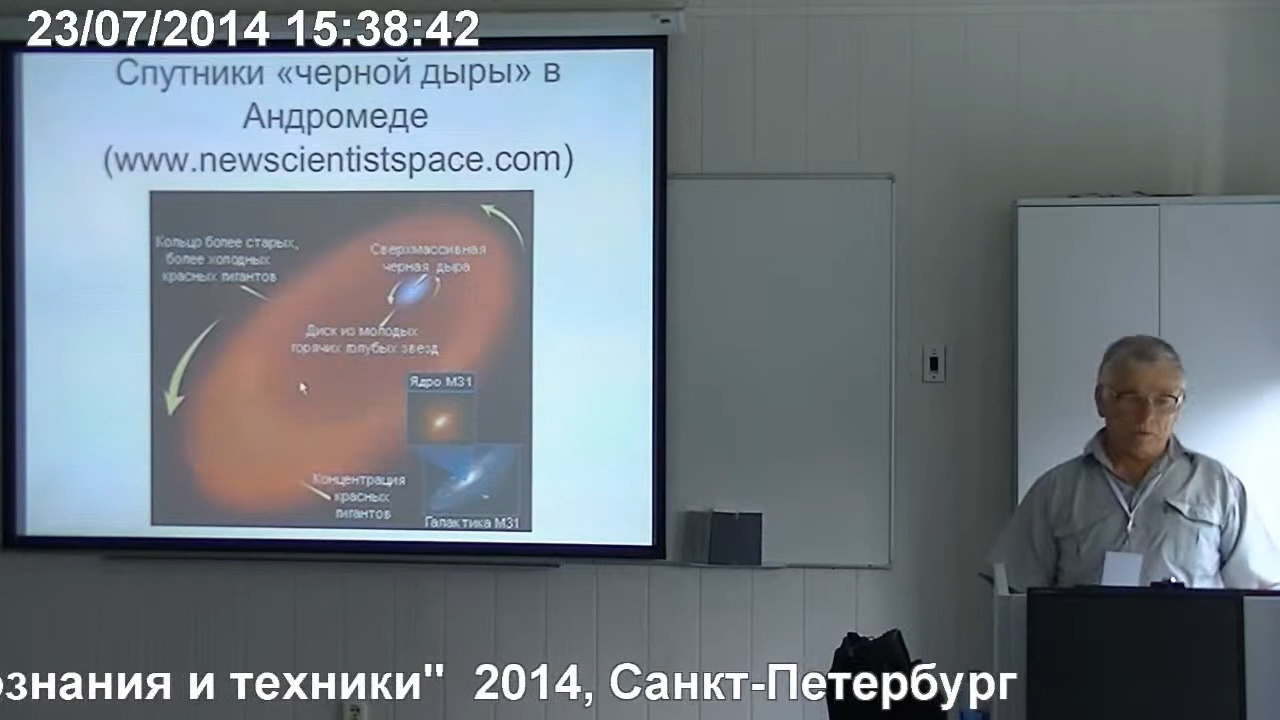 23/07/2014 15:38:42
Спутники «черной дыры» в
Андромеде
(www.newscientistspace.com)
Кольцо более старых,
более холодных
красных гигантов
Сверхмассивная
черная дыра
Диск из молодых
горячих голубых звезд
Ядро М31
Концентрация
красных
гигантов
Галактика М31
ознания и техники" 2014, Санкт-Петербург